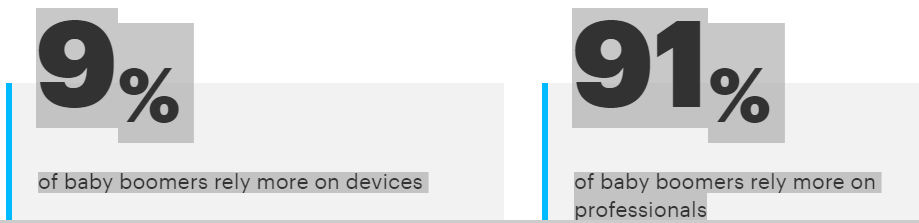 9%
of baby boomers rely more on devices
91%
of baby boomers rely more on
professionals